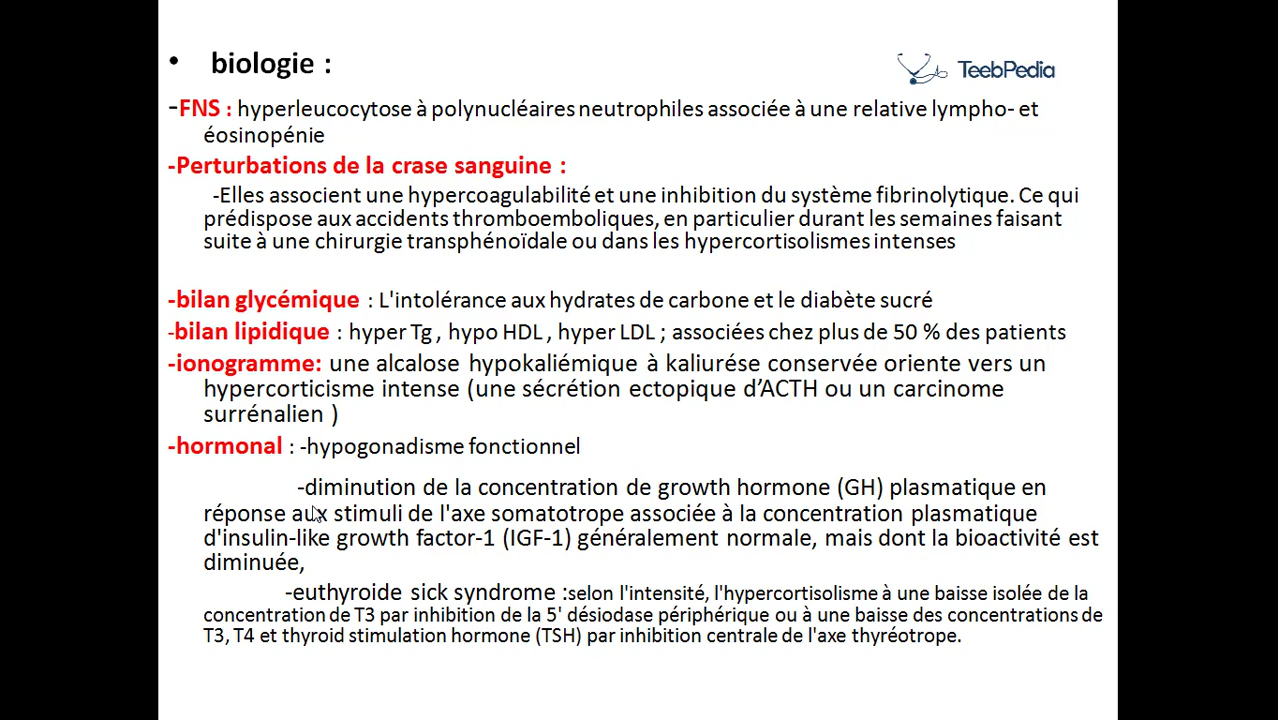 • biologie :
TeebPedia
-FNS : hyperleucocytose à polynucléaires neutrophiles associée à une relative lympho- et
éosinopénie
-Perturbations de la crase sanguine :
-Elles associent une hypercoagulabilité et une inhibition du système fibrinolytique. Ce qui
prédispose aux accidents thromboemboliques, en particulier durant les semaines faisant
suite à une chirurgie transphénoïdale ou dans les hypercortisolismes intenses
-bilan glycémique : L'intolérance aux hydrates de carbone et le diabète sucré
-bilan lipidique : hyper Tg , hypo HDL , hyper LDL ; associées chez plus de 50 % des patients
-ionogramme: une alcalose hypokaliémique à kaliurése conservée oriente vers un
hypercorticisme intense (une sécrétion ectopique d’ACTH ou un carcinome
surrénalien )
-hormonal : -hypogonadisme fonctionnel
-diminution de la concentration de growth hormone (GH) plasmatique en
réponse aux stimuli de l'axe somatotrope associée à la concentration plasmatique
d'insulin-like growth factor-1 (IGF-1) généralement normale, mais dont la bioactivité est
diminuée,
-euthyroide sick syndrome :selon l'intensité, l'hypercortisolisme à une baisse isolée de la
concentration de T3 par inhibition de la 5' désiodase périphérique ou à une baisse des concentrations de
T3, T4 et thyroid stimulation hormone (TSH) par inhibition centrale de l'axe thyréotrope.